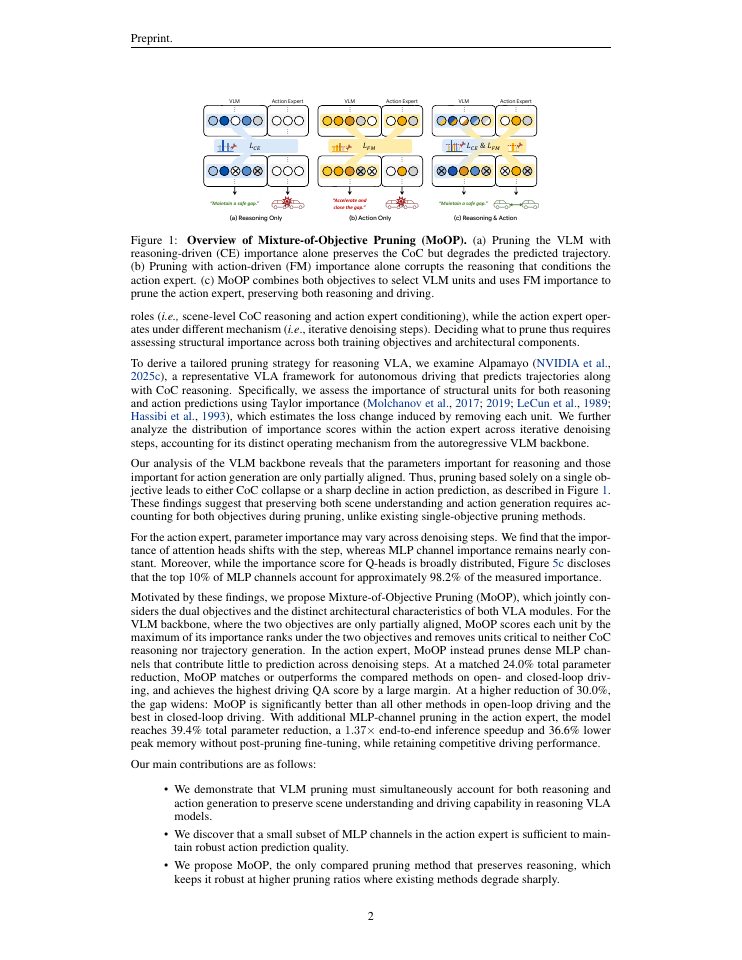 Preprint.
VLM Action Expert VLM Action Expert VLM Action Expert
L_CE L_FM L_CE & L_FM
"Maintain a safe gap." "Accelerate and close the gap." "Maintain a safe gap."
(a) Reasoning Only (b) Action Only (c) Reasoning & Action
Figure 1: Overview of Mixture-of-Objective Pruning (MoOP). (a) Pruning the VLM with
reasoning-driven (CE) importance alone preserves the CoC but degrades the predicted trajectory.
(b) Pruning with action-driven (FM) importance alone corrupts the reasoning that conditions the
action expert. (c) MoOP combines both objectives to select VLM units and uses FM importance to
prune the action expert, preserving both reasoning and driving.
roles (i.e., scene-level CoC reasoning and action expert conditioning), while the action expert oper-
ates under different mechanism (i.e., iterative denoising steps). Deciding what to prune thus requires
assessing structural importance across both training objectives and architectural components.
To derive a tailored pruning strategy for reasoning VLA, we examine Alpamayo (NVIDIA et al.,
2025c), a representative VLA framework for autonomous driving that predicts trajectories along
with CoC reasoning. Specifically, we assess the importance of structural units for both reasoning
and action predictions using Taylor importance (Molchanov et al., 2017; 2019; LeCun et al., 1989;
Hassibi et al., 1993), which estimates the loss change induced by removing each unit. We further
analyze the distribution of importance scores within the action expert across iterative denoising
steps, accounting for its distinct operating mechanism from the autoregressive VLM backbone.
Our analysis of the VLM backbone reveals that the parameters important for reasoning and those
important for action generation are only partially aligned. Thus, pruning based solely on a single ob-
jective leads to either CoC collapse or a sharp decline in action prediction, as described in Figure 1.
These findings suggest that preserving both scene understanding and action generation requires ac-
counting for both objectives during pruning, unlike existing single-objective pruning methods.
For the action expert, parameter importance may vary across denoising steps. We find that the impor-
tance of attention heads shifts with the step, whereas MLP channel importance remains nearly con-
stant. Moreover, while the importance score for Q-heads is broadly distributed, Figure 5c discloses
that the top 10% of MLP channels account for approximately 98.2% of the measured importance.
Motivated by these findings, we propose Mixture-of-Objective Pruning (MoOP), which jointly con-
siders the dual objectives and the distinct architectural characteristics of both VLA modules. For the
VLM backbone, where the two objectives are only partially aligned, MoOP scores each unit by the
maximum of its importance ranks under the two objectives and removes units critical to neither CoC
reasoning nor trajectory generation. In the action expert, MoOP instead prunes dense MLP chan-
nels that contribute little to prediction across denoising steps. At a matched 24.0% total parameter
reduction, MoOP matches or outperforms the compared methods on open- and closed-loop driv-
ing, and achieves the highest driving QA score by a large margin. At a higher reduction of 30.0%,
the gap widens: MoOP is significantly better than all other methods in open-loop driving and the
best in closed-loop driving. With additional MLP-channel pruning in the action expert, the model
reaches 39.4% total parameter reduction, a 1.37× end-to-end inference speedup and 36.6% lower
peak memory without post-pruning fine-tuning, while retaining competitive driving performance.
Our main contributions are as follows:
• We demonstrate that VLM pruning must simultaneously account for both reasoning and
action generation to preserve scene understanding and driving capability in reasoning VLA
models.
• We discover that a small subset of MLP channels in the action expert is sufficient to main-
tain robust action prediction quality.
• We propose MoOP, the only compared pruning method that preserves reasoning, which
keeps it robust at higher pruning ratios where existing methods degrade sharply.
2